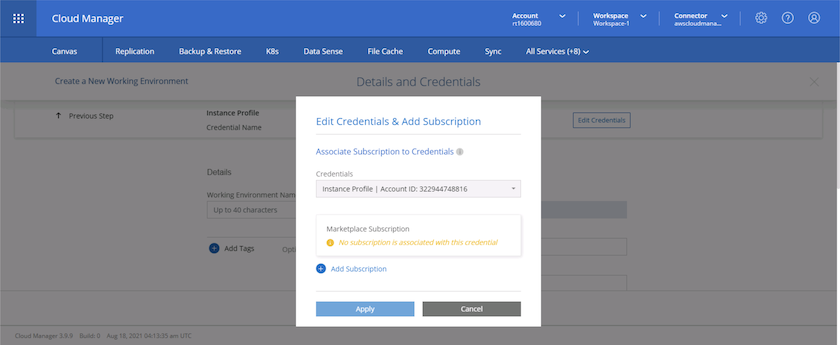 Cloud Manager
Account
rt1600680
Workspace
Workspace-1
Connector
awscloudmana...
Canvas
Replication
Backup & Restore
K8s
Data Sense
File Cache
Compute
Sync
All Services (+8)
Create a New Working Environment
Details and Credentials
Previous Step
Instance Profile
Credential Name
Edit Credentials
Details
Working Environment Nam
Up to 40 characters
Add Tags
Opti
Edit Credentials & Add Subscription
Associate Subscription to Credentials
Credentials
Instance Profile | Account ID: 322944748816
Marketplace Subscription
No subscription is associated with this credential
Add Subscription
Apply
Cancel
Cloud Manager 3.9.9 Build: 0 Aug 18, 2021 04:13:35 am UTC